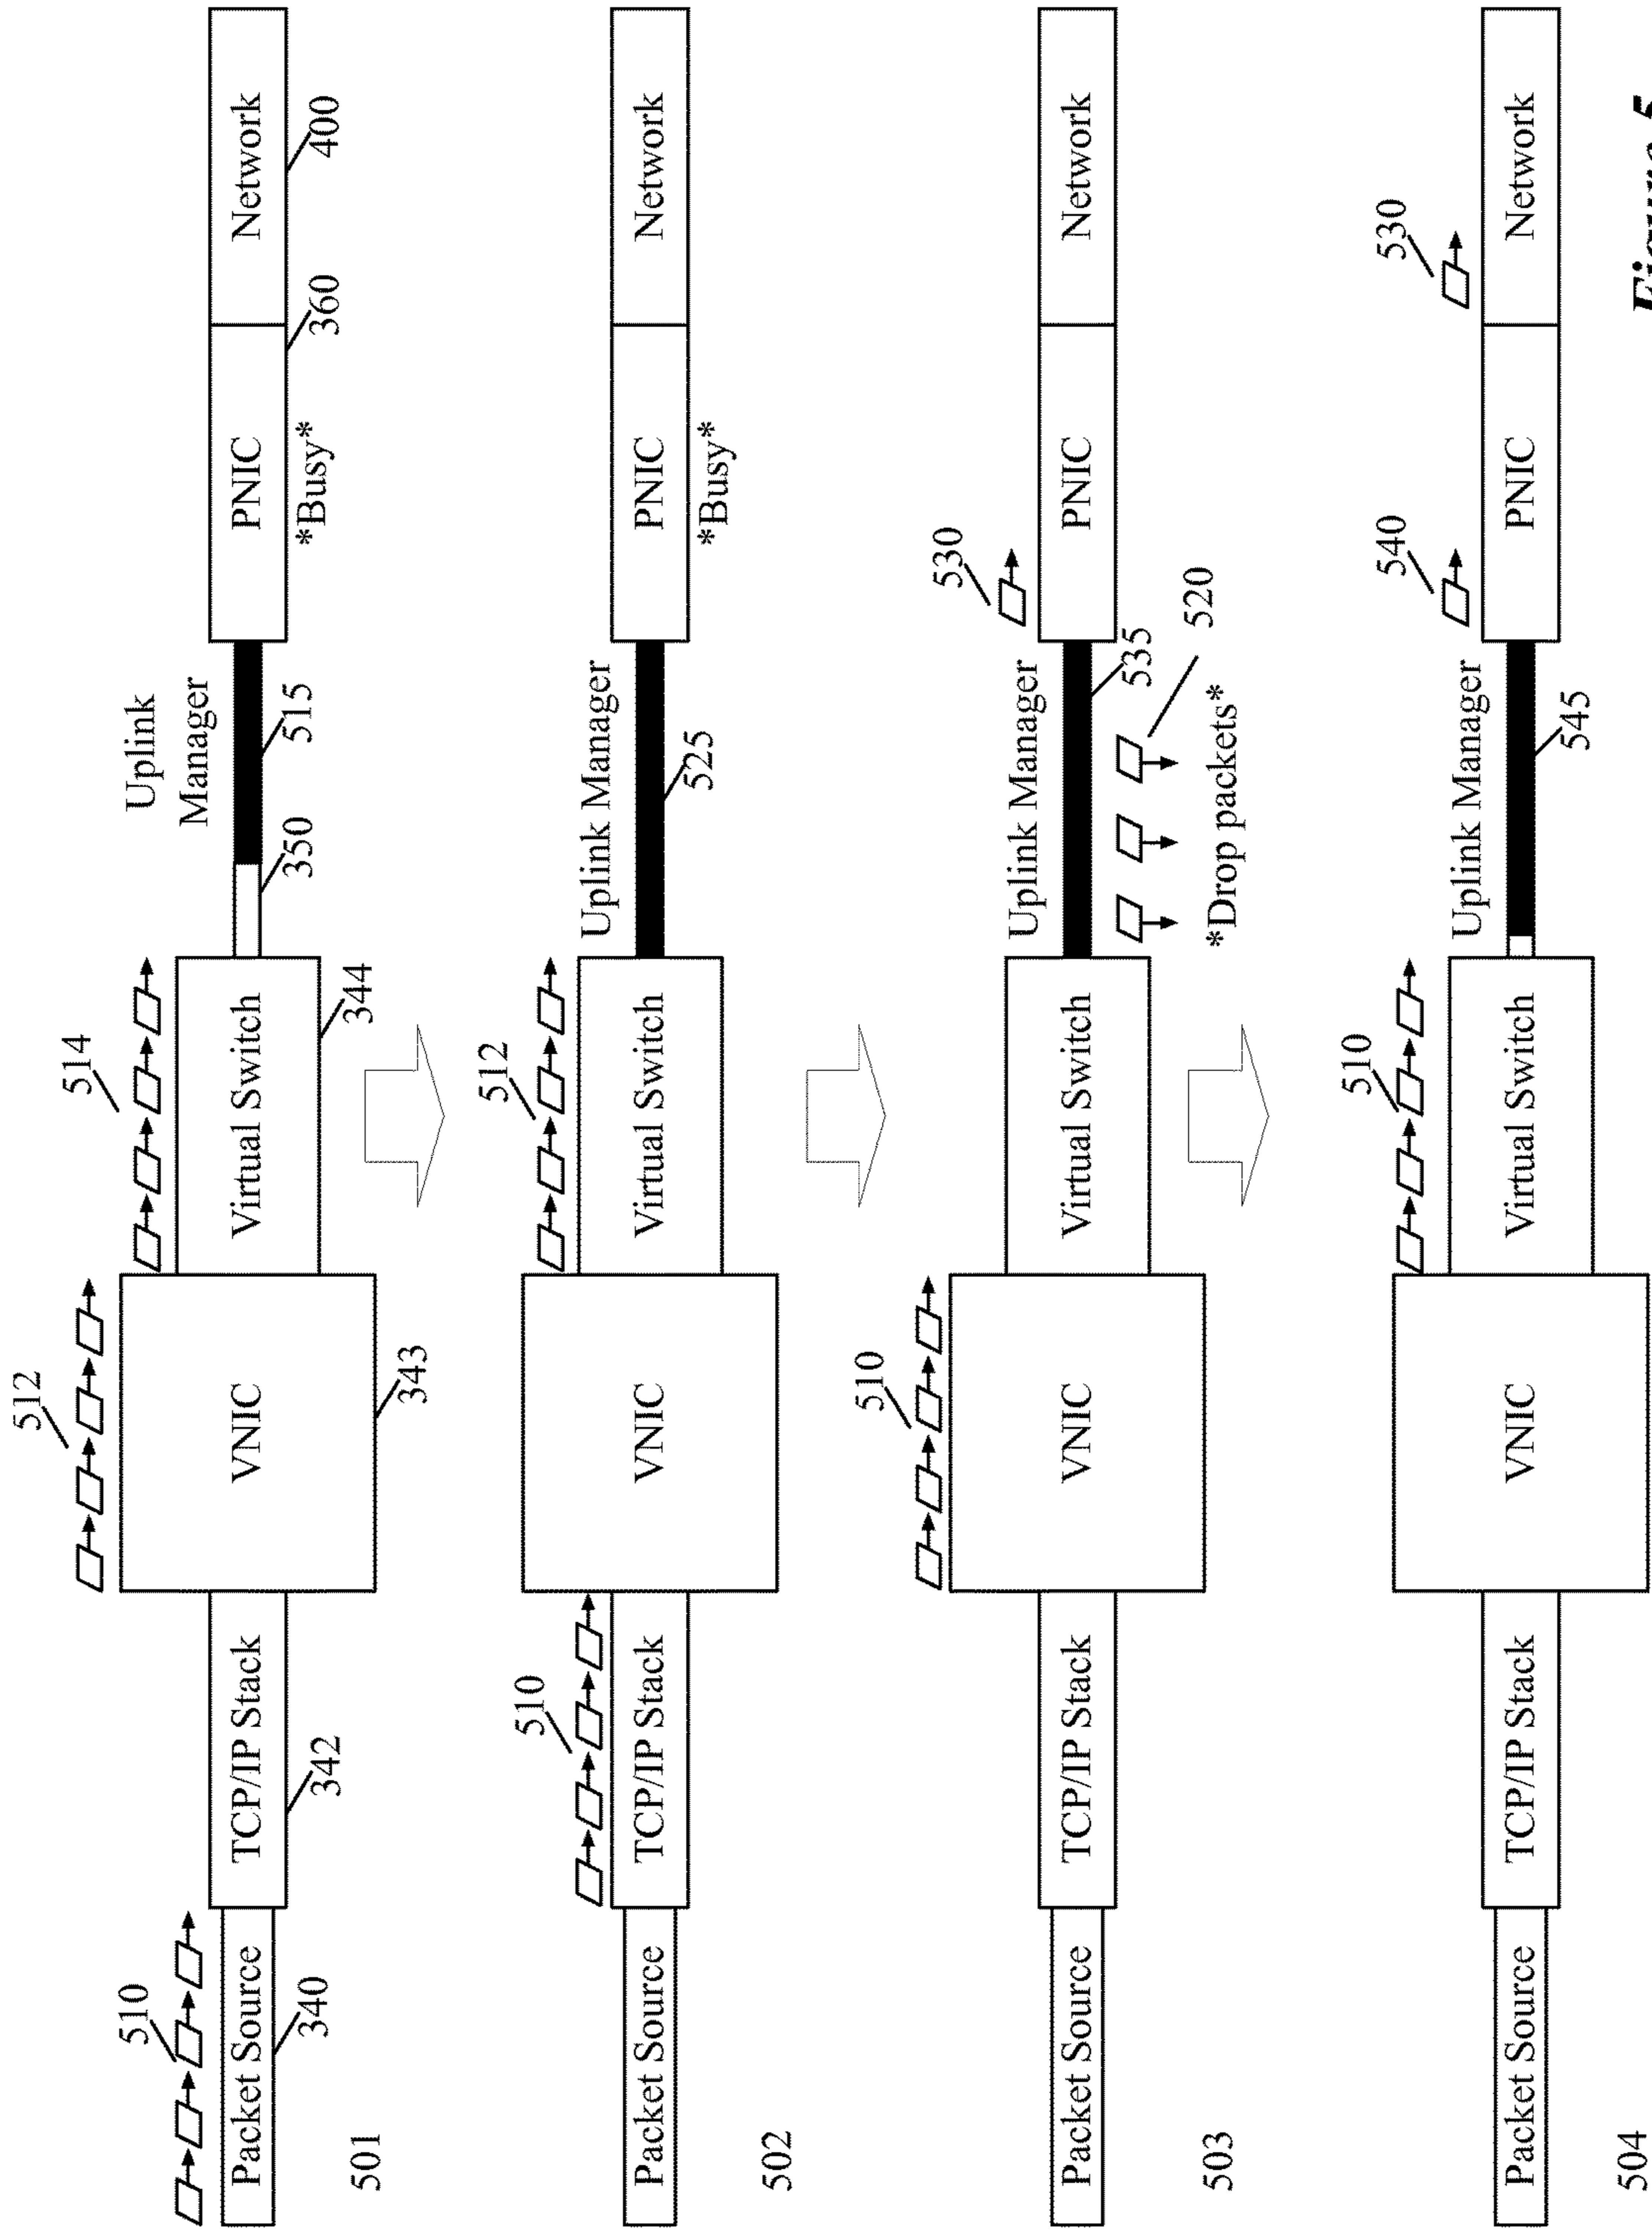 510
512
514
Packet Source
TCP/IP Stack
VNIC
Virtual Switch
Uplink
Manager
PNIC
Network
340
342
343
344
350
515
*Busy*
360
400
501
510
512
Packet Source
TCP/IP Stack
VNIC
Virtual Switch
Uplink Manager
525
PNIC
*Busy*
Network
502
510
530
Packet Source
TCP/IP Stack
VNIC
Virtual Switch
Uplink Manager
535
PNIC
Network
520
*Drop packets*
503
510
540
530
Packet Source
TCP/IP Stack
VNIC
Virtual Switch
Uplink Manager
545
PNIC
Network
504
Figure 5